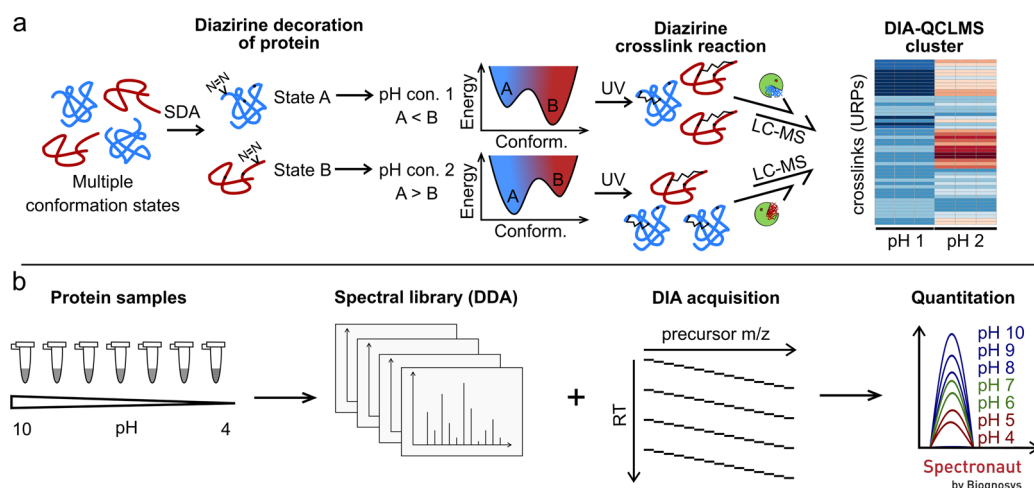 a
Diazirine decoration
of protein
Diazirine
crosslink reaction
DIA-QCLMS
cluster
N=N
SDA
State A
pH con. 1
A < B
Energy
A
B
Conform.
UV
LC-MS
Multiple
conformation states
N=N
State B
pH con. 2
A > B
Energy
A
B
Conform.
UV
LC-MS
crosslinks (URPs)
pH 1
pH 2
b
Protein samples
Spectral library (DDA)
DIA acquisition
Quantitation
10
pH
4
+
precursor m/z
RT
pH 10
pH 9
pH 8
pH 7
pH 6
pH 5
pH 4
Spectronaut
by Biognosys